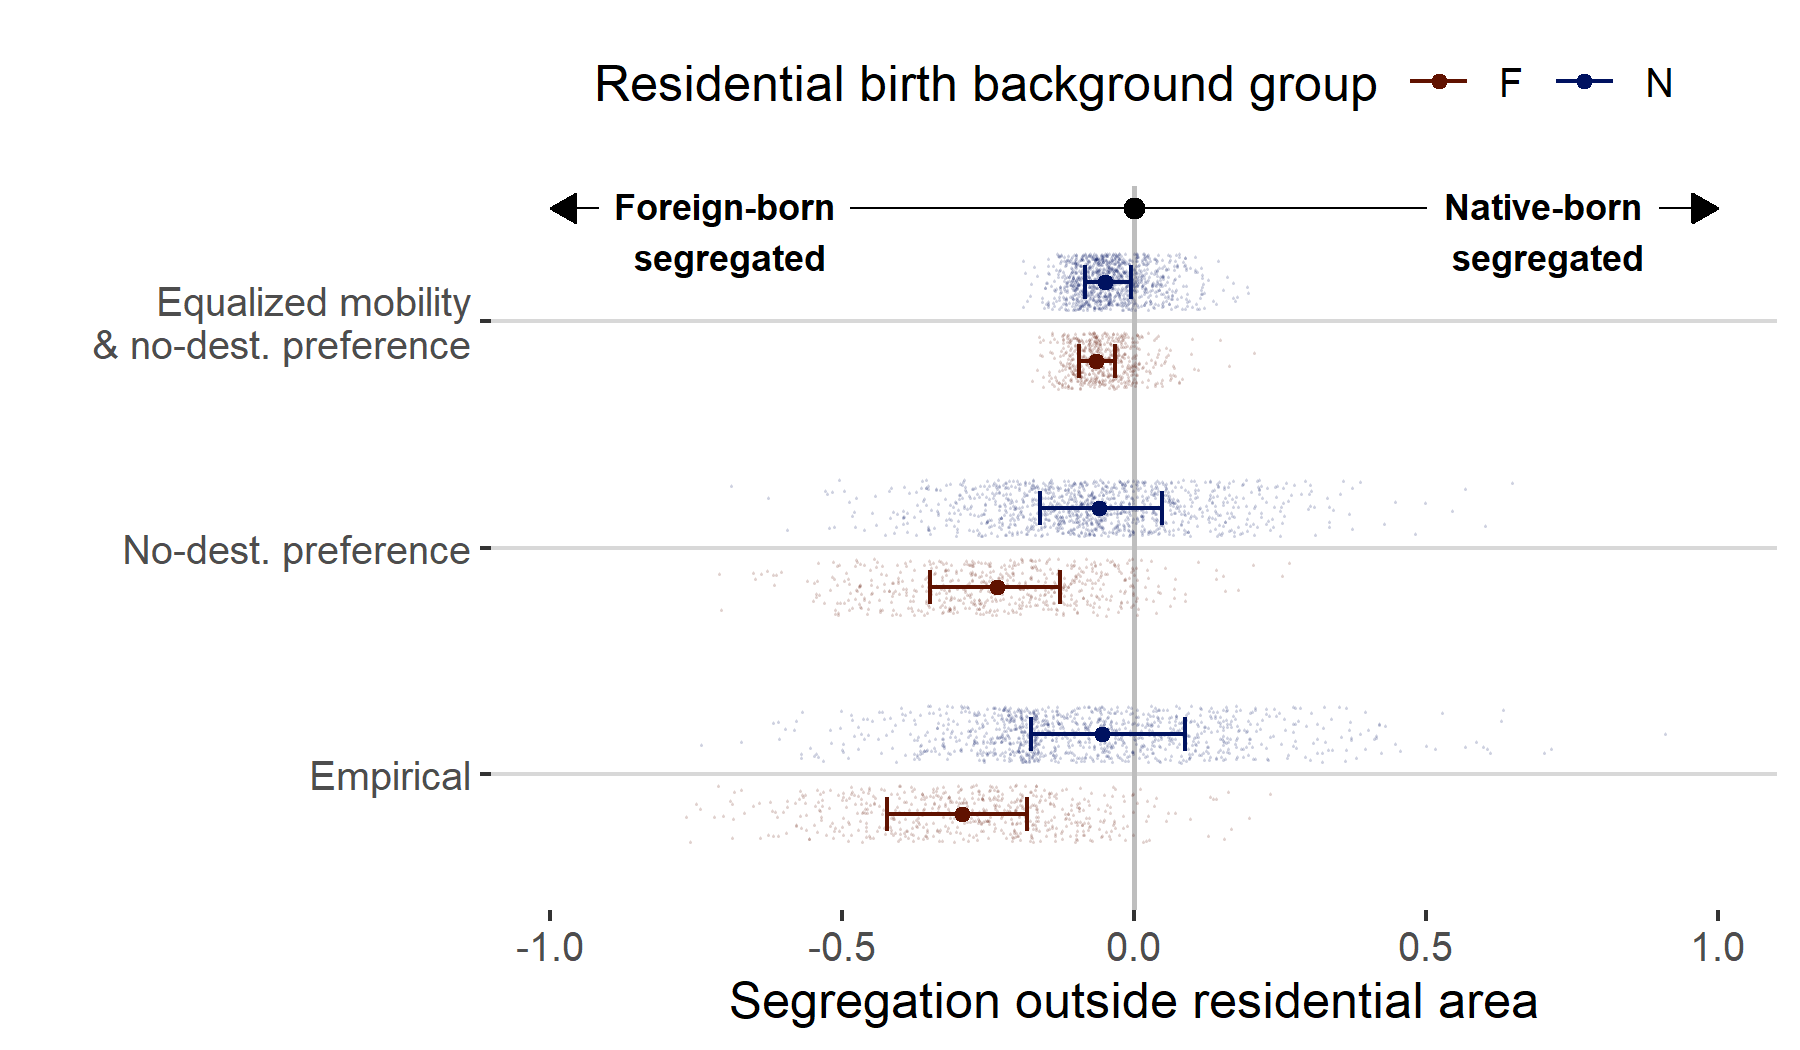 Residential birth background group F N
Foreign-born Native-born
segregated segregated
Equalized mobility
& no-dest. preference
No-dest. preference
Empirical
-1.0 -0.5 0.0 0.5 1.0
Segregation outside residential area